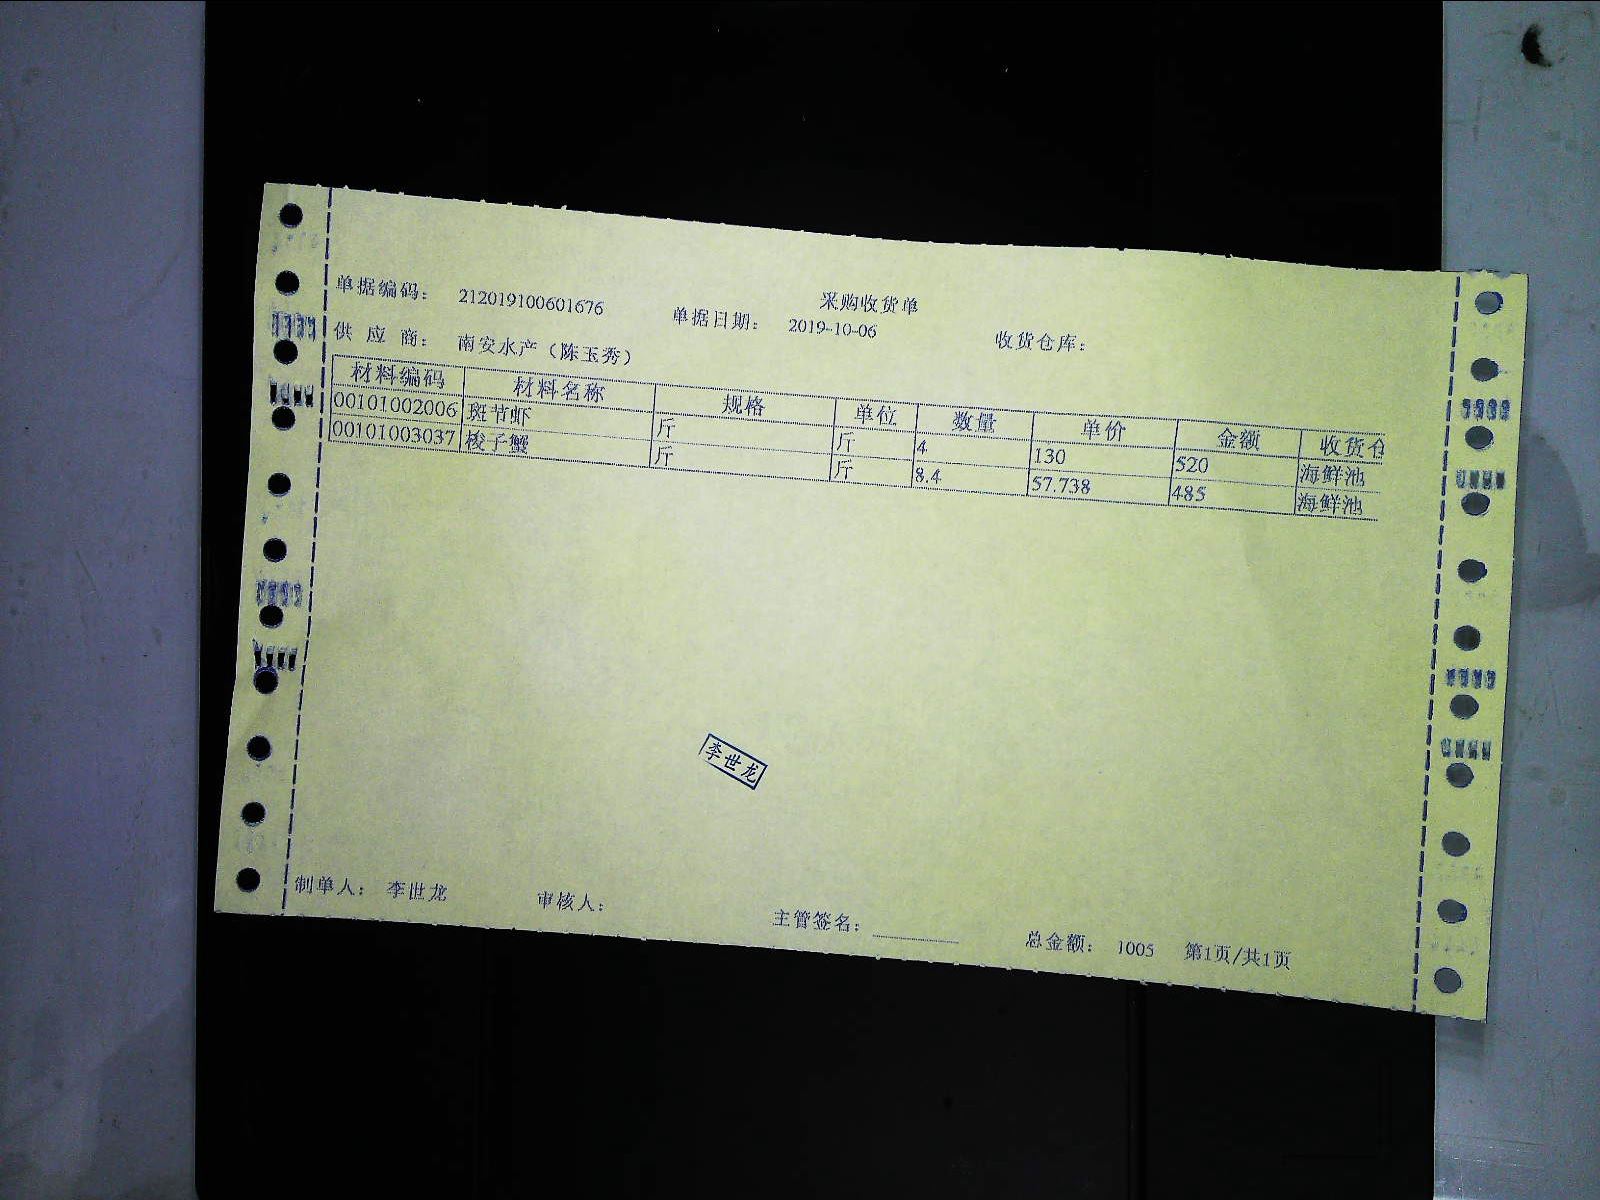 采购收货单
单据编码： 212019100601676 单据日期： 2019-10-06 收货仓库：
供 应 商： 南安水产（陈玉秀）
材料编码 材料名称 规格 单位 数量 单价 金额 收货仓
00101002006 斑节虾 斤 斤 4 130 520 海鲜池
00101003037 梭子蟹 斤 斤 8.4 57.738 485 海鲜池
李世龙
制单人： 李世龙 审核人： 主管签名： 总金额： 1005 第1页/共1页